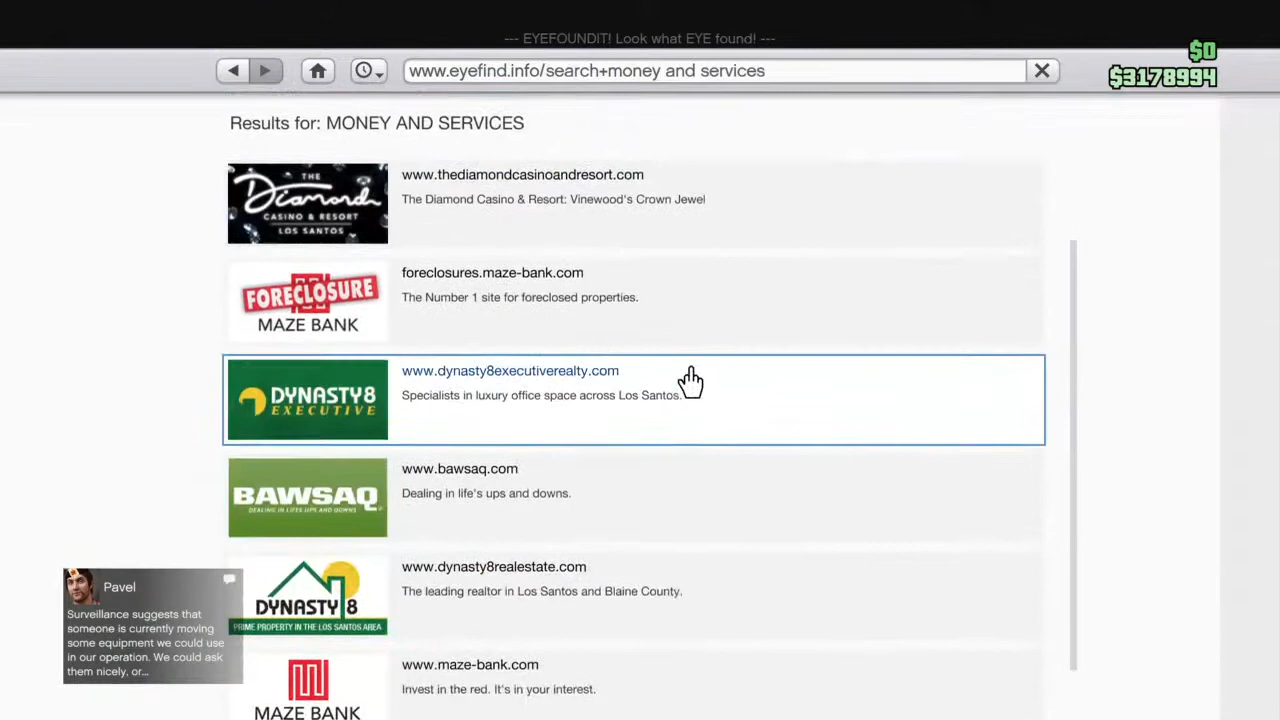 --- EYEFOUNDIT! Look what EYE found! ---
$0
www.eyefind.info/search+money and services
$3178994
Results for: MONEY AND SERVICES
THE
Diamond
CASINO & RESORT
LOS SANTOS
www.thediamondcasinoandresort.com
The Diamond Casino & Resort: Vinewood's Crown Jewel
FORECLOSURE
MAZE BANK
foreclosures.maze-bank.com
The Number 1 site for foreclosed properties.
DYNASTY8
EXECUTIVE
www.dynasty8executiverealty.com
Specialists in luxury office space across Los Santos.
BAWSAQ
DEALING IN LIFE'S UPS AND DOWNS.
www.bawsaq.com
Dealing in life's ups and downs.
DYNASTY 8
PRIME PROPERTY IN THE LOS SANTOS AREA
www.dynasty8realestate.com
The leading realtor in Los Santos and Blaine County.
Pavel
Surveillance suggests that
someone is currently moving
some equipment we could use
in our operation. We could ask
them nicely, or...
MAZE BANK
www.maze-bank.com
Invest in the red. It's in your interest.